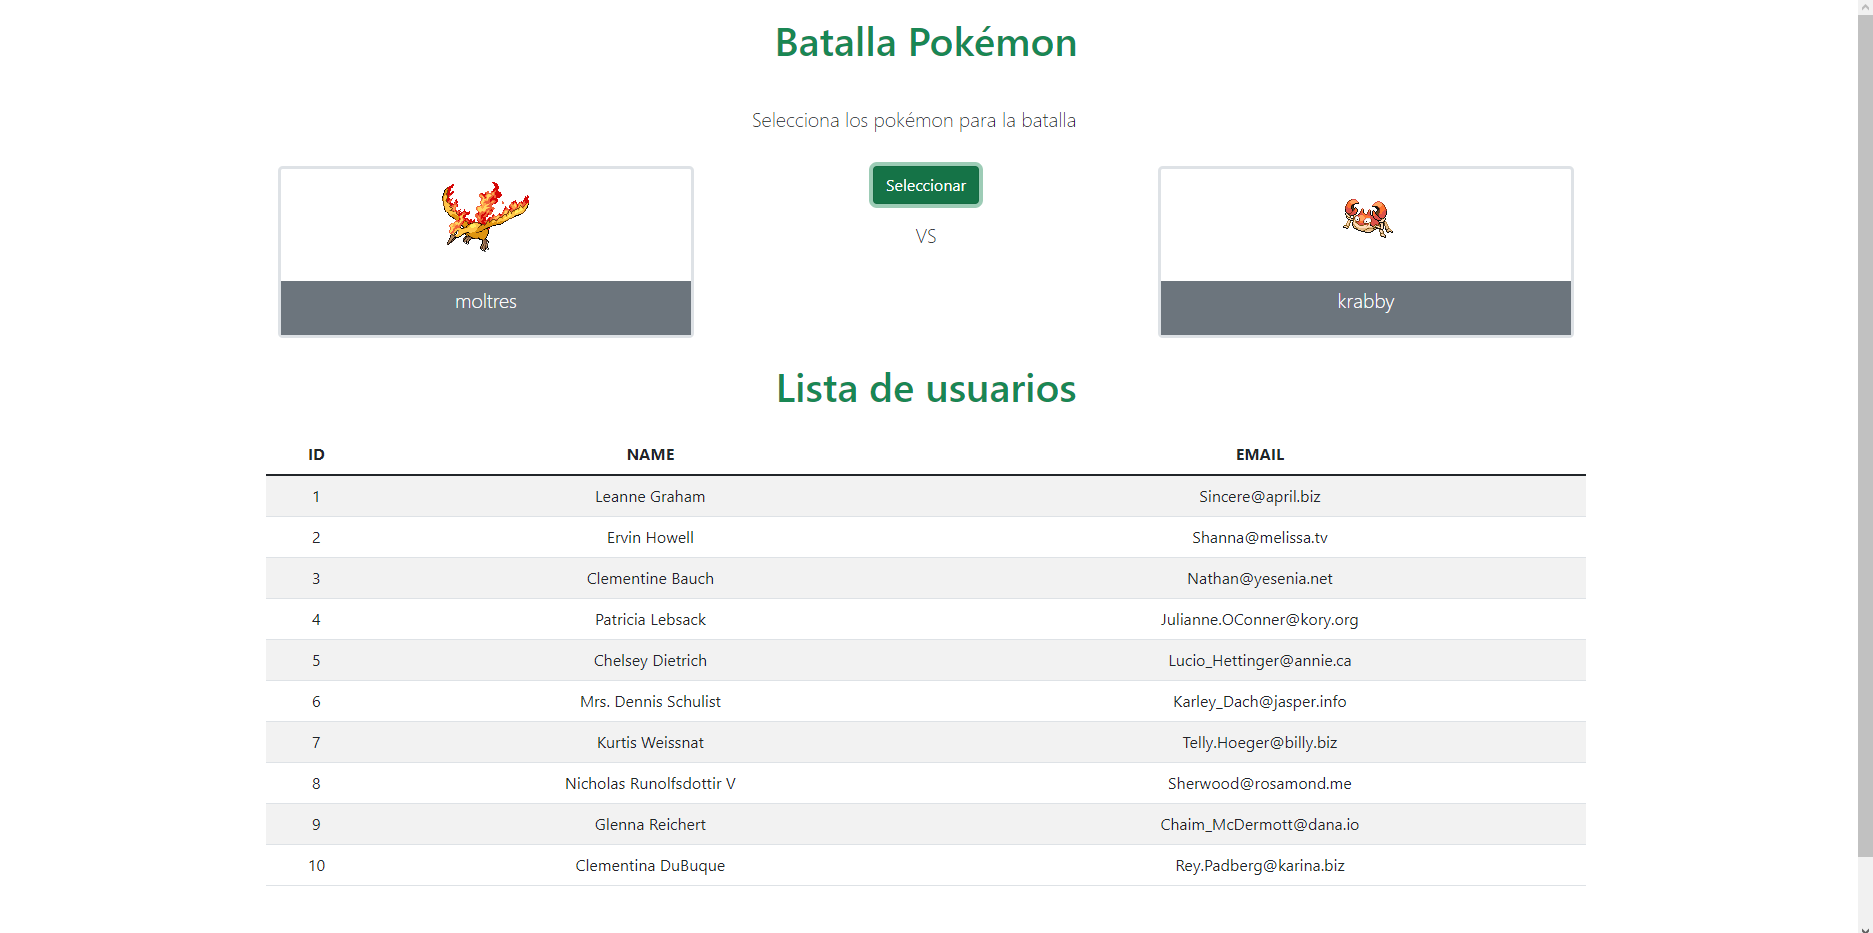 Batalla Pokémon
Selecciona los pokémon para la batalla
Seleccionar
VS
moltres
krabby
Lista de usuarios
ID NAME EMAIL
1 Leanne Graham Sincere@april.biz
2 Ervin Howell Shanna@melissa.tv
3 Clementine Bauch Nathan@yesenia.net
4 Patricia Lebsack Julianne.OConner@kory.org
5 Chelsey Dietrich Lucio_Hettinger@annie.ca
6 Mrs. Dennis Schulist Karley_Dach@jasper.info
7 Kurtis Weissnat Telly.Hoeger@billy.biz
8 Nicholas Runolfsdottir V Sherwood@rosamond.me
9 Glenna Reichert Chaim_McDermott@dana.io
10 Clementina DuBuque Rey.Padberg@karina.biz